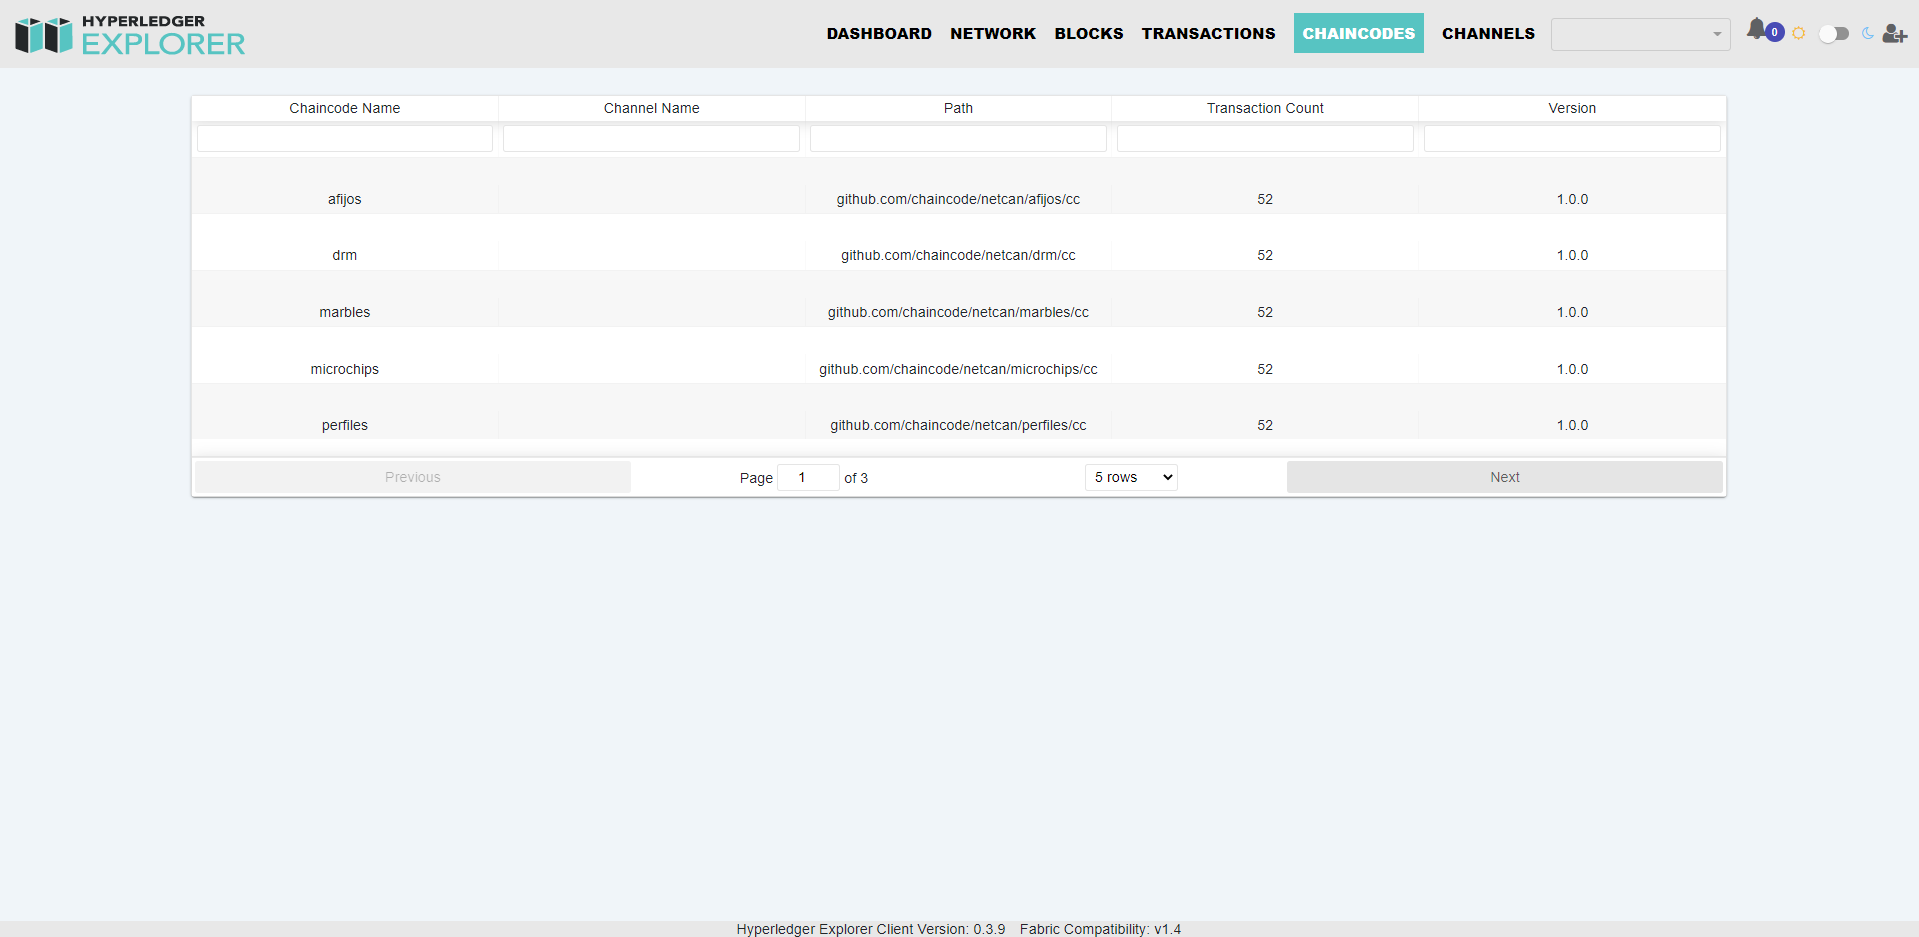 HYPERLEDGER
EXPLORER
DASHBOARD NETWORK BLOCKS TRANSACTIONS CHAINCODES CHANNELS 0
Chaincode Name Channel Name Path Transaction Count Version
afijos github.com/chaincode/netcan/afijos/cc 52 1.0.0
drm github.com/chaincode/netcan/drm/cc 52 1.0.0
marbles github.com/chaincode/netcan/marbles/cc 52 1.0.0
microchips github.com/chaincode/netcan/microchips/cc 52 1.0.0
perfiles github.com/chaincode/netcan/perfiles/cc 52 1.0.0
Previous Page 1 of 3 5 rows Next
Hyperledger Explorer Client Version: 0.3.9 Fabric Compatibility: v1.4